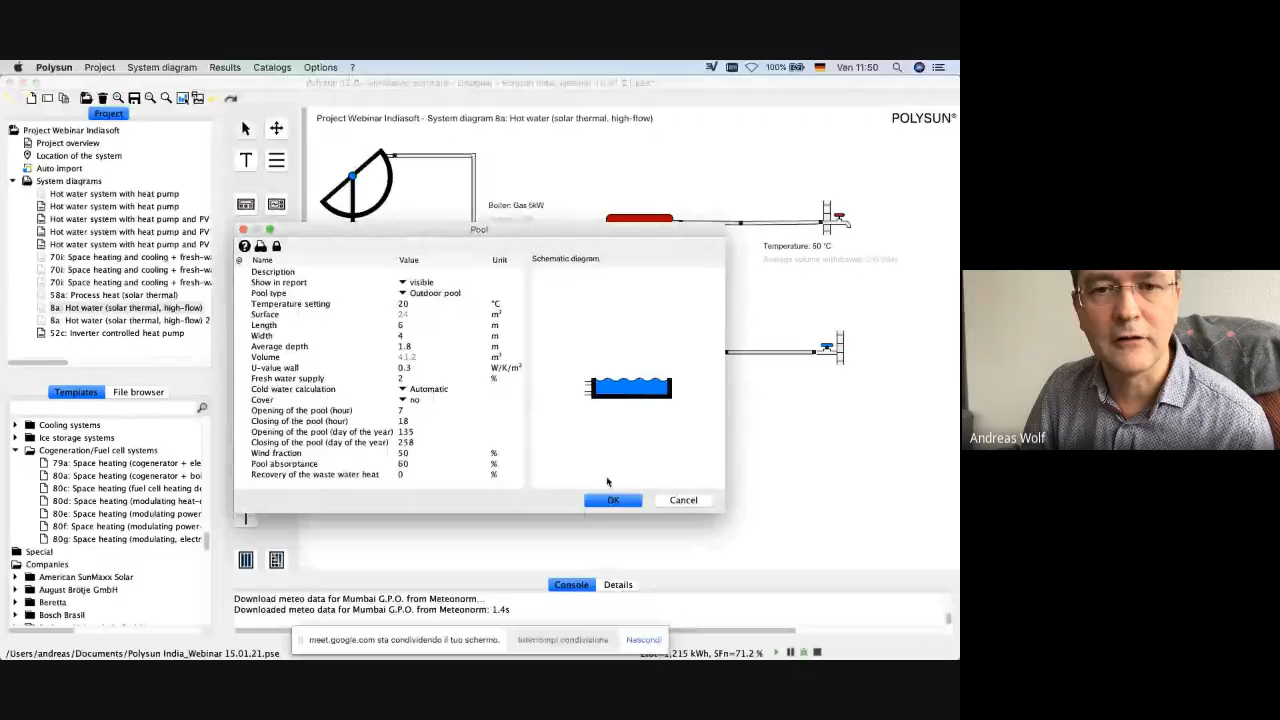 Polysun Project System diagram Results Catalogs Options ?
100% Ven 11:50
Project
Project Webinar Indiasoft
Project overview
Location of the system
Auto import
System diagrams
Hot water system with heat pump
Hot water system with heat pump
Hot water system with heat pump and PV
Hot water system with heat pump and PV
Hot water system with heat pump and PV
70i: Space heating and cooling + fresh-wa
70i: Space heating and cooling + fresh-wa
70i: Space heating and cooling + fresh-wa
58a: Process heat (solar thermal)
8a: Hot water (solar thermal, high-flow)
8a: Hot water (solar thermal, high-flow) 2
52c: Inverter controlled heat pump
Templates File browser
Cooling systems
Ice storage systems
Cogeneration/Fuel cell systems
79a: Space heating (cogenerator + ele
80a: Space heating (cogenerator + bo
80c: Space heating (fuel cell heating de
80d: Space heating (modulating heat-c
80e: Space heating (modulating power-
80f: Space heating (modulating power-
80g: Space heating (modulating, electr
Special
Companies
American SunMaxx Solar
August Brötje GmbH
Beretta
Bosch Brasil
T
Project Webinar Indiasoft - System diagram 8a: Hot water (solar thermal, high-flow)
POLYSUN®
Boiler: Gas 5kW
Temperature: 50 °C
Average volume withdrawal
Pool
@ Name Value Unit
Description
Show in report visible
Pool type Outdoor pool
Temperature setting 20 °C
Surface 24 m²
Length 6 m
Width 4 m
Average depth 1.8 m
Volume 43.2 m³
U-value wall 0.3 W/K/m²
Fresh water supply 2 %
Cold water calculation Automatic
Cover no
Opening of the pool (hour) 7
Closing of the pool (hour) 18
Opening of the pool (day of the year) 135
Closing of the pool (day of the year) 258
Wind fraction 50 %
Pool absorptance 60 %
Recovery of the waste water heat 0 %
Schematic diagram
OK Cancel
Console Details
Download meteo data for Mumbai G.P.O. from Meteonorm...
Downloaded meteo data for Mumbai G.P.O. from Meteonorm: 1.4s
meet.google.com sta condividendo il tuo schermo. Interrompi condivisione Nascondi
/Users/andreas/Documents/Polysun India_Webinar 15.01.21.pse
kWh, SFn=71.2 %
Andreas Wolf